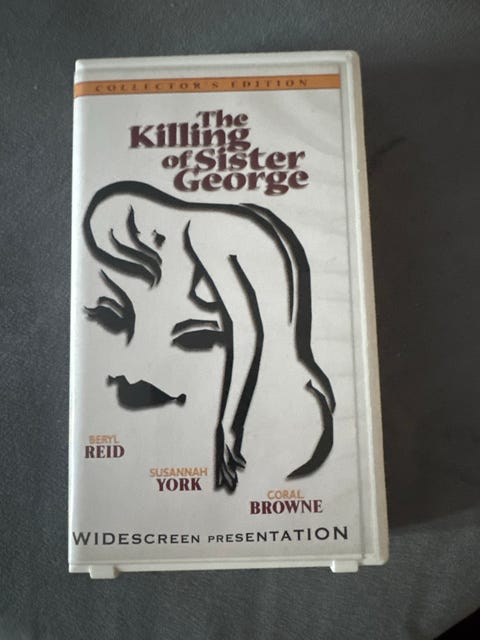 COLLECTOR'S EDITION
The
Killing
of Sister
George
BERYL
REID
SUSANNAH
YORK
CORAL
BROWNE
WIDESCREEN PRESENTATION